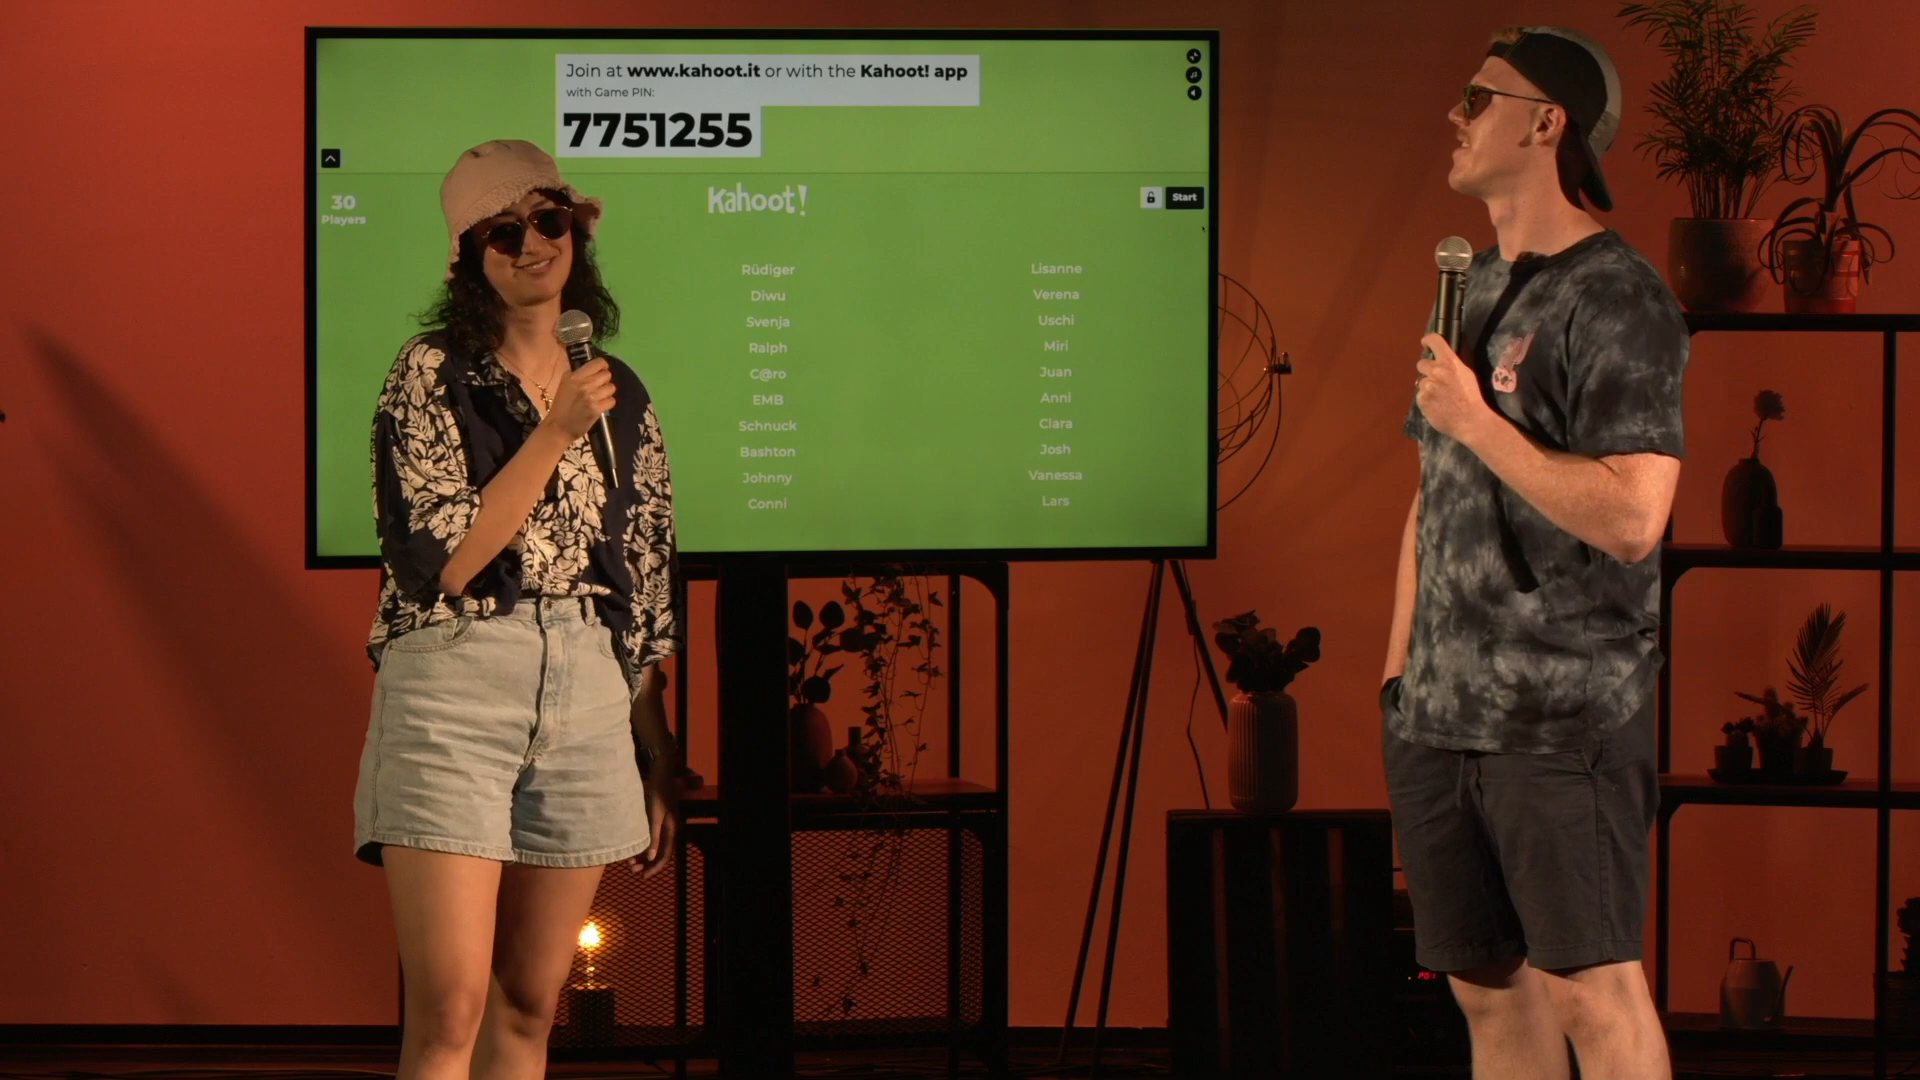 Join at www.kahoot.it or with the Kahoot! app
with Game PIN:
7751255
30
Players
Kahoot!
Start
Rüdiger
Lisanne
Diwu
Verena
Svenja
Uschi
Ralph
Miri
C@ro
Juan
EMB
Anni
Schnuck
Clara
Bashton
Josh
Johnny
Vanessa
Conni
Lars